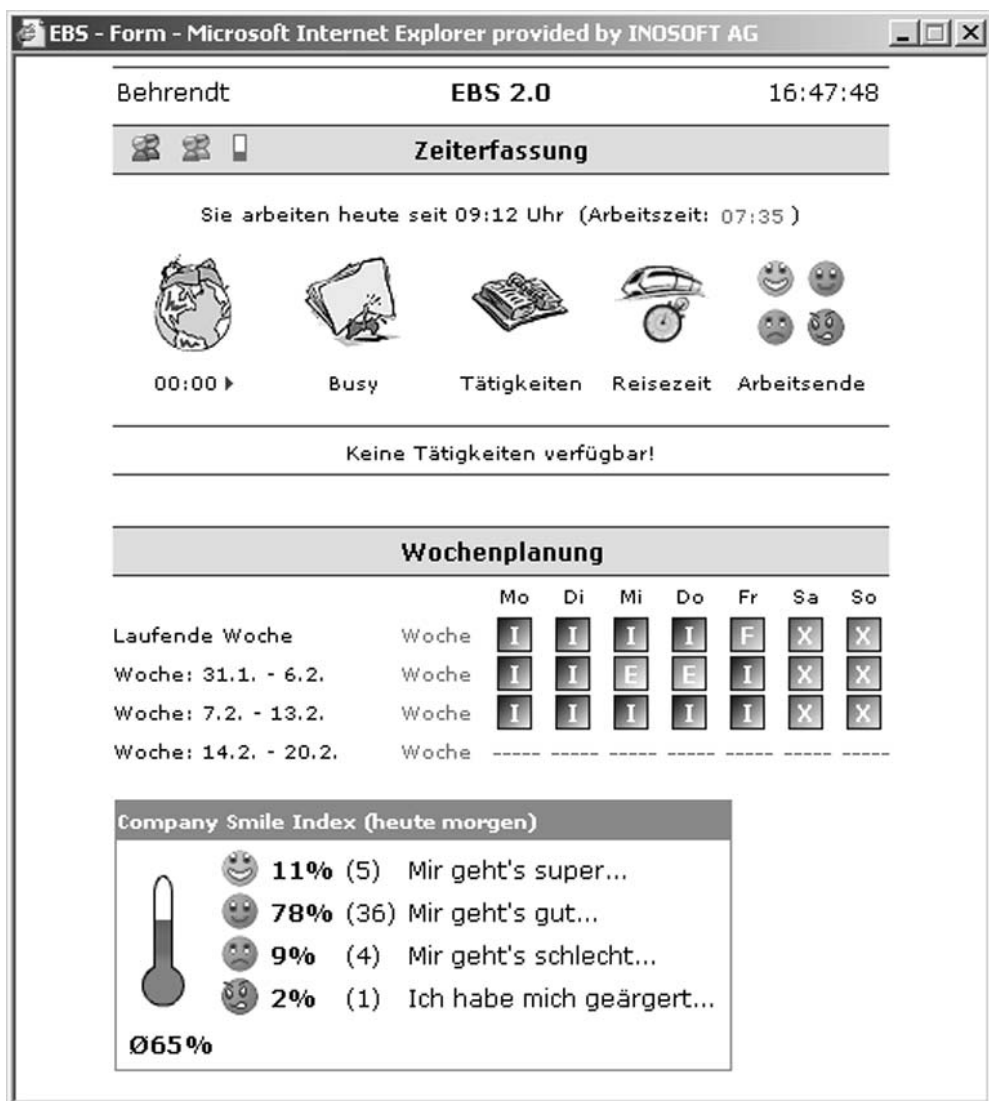 EBS - Form - Microsoft Internet Explorer provided by INOSOFT AG
Behrendt EBS 2.0 16:47:48
Zeiterfassung
Sie arbeiten heute seit 09:12 Uhr (Arbeitszeit: 07:35 )
00:00 Busy Tätigkeiten Reisezeit Arbeitsende
Keine Tätigkeiten verfügbar!
Wochenplanung
Mo Di Mi Do Fr Sa So
Laufende Woche Woche I I I I F X X
Woche: 31.1. - 6.2. Woche I I E E I X X
Woche: 7.2. - 13.2. Woche I I I I I X X
Woche: 14.2. - 20.2. Woche ----- ----- ----- ----- ----- ----- -----
Company Smile Index (heute morgen)
11% (5) Mir geht's super...
78% (36) Mir geht's gut...
9% (4) Mir geht's schlecht...
2% (1) Ich habe mich geärgert...
Ø65%